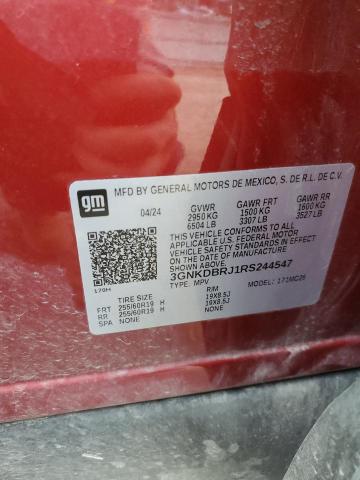 gm
MFD BY GENERAL MOTORS DE MEXICO, S. DE R.L. DE C.V.
04/24 GVWR GAWR FRT GAWR RR
2950 KG 1500 KG 1600 KG
6504 LB 3307 LB 3527 LB
THIS VEHICLE CONFORMS TO ALL APPLICABLE
U.S. FEDERAL MOTOR
VEHICLE SAFETY STANDARDS IN EFFECT
ON THE DATE OF MANUFACTURE
SHOWN ABOVE.
3GNKDBRJ1RS244547
TYPE: MPV MODEL: 1MC26
170H
TIRE SIZE RIM
FRT 255/60R19 H 19X8.5J
RR 255/60R19 H 19X8.5J
SPA NONE NONE